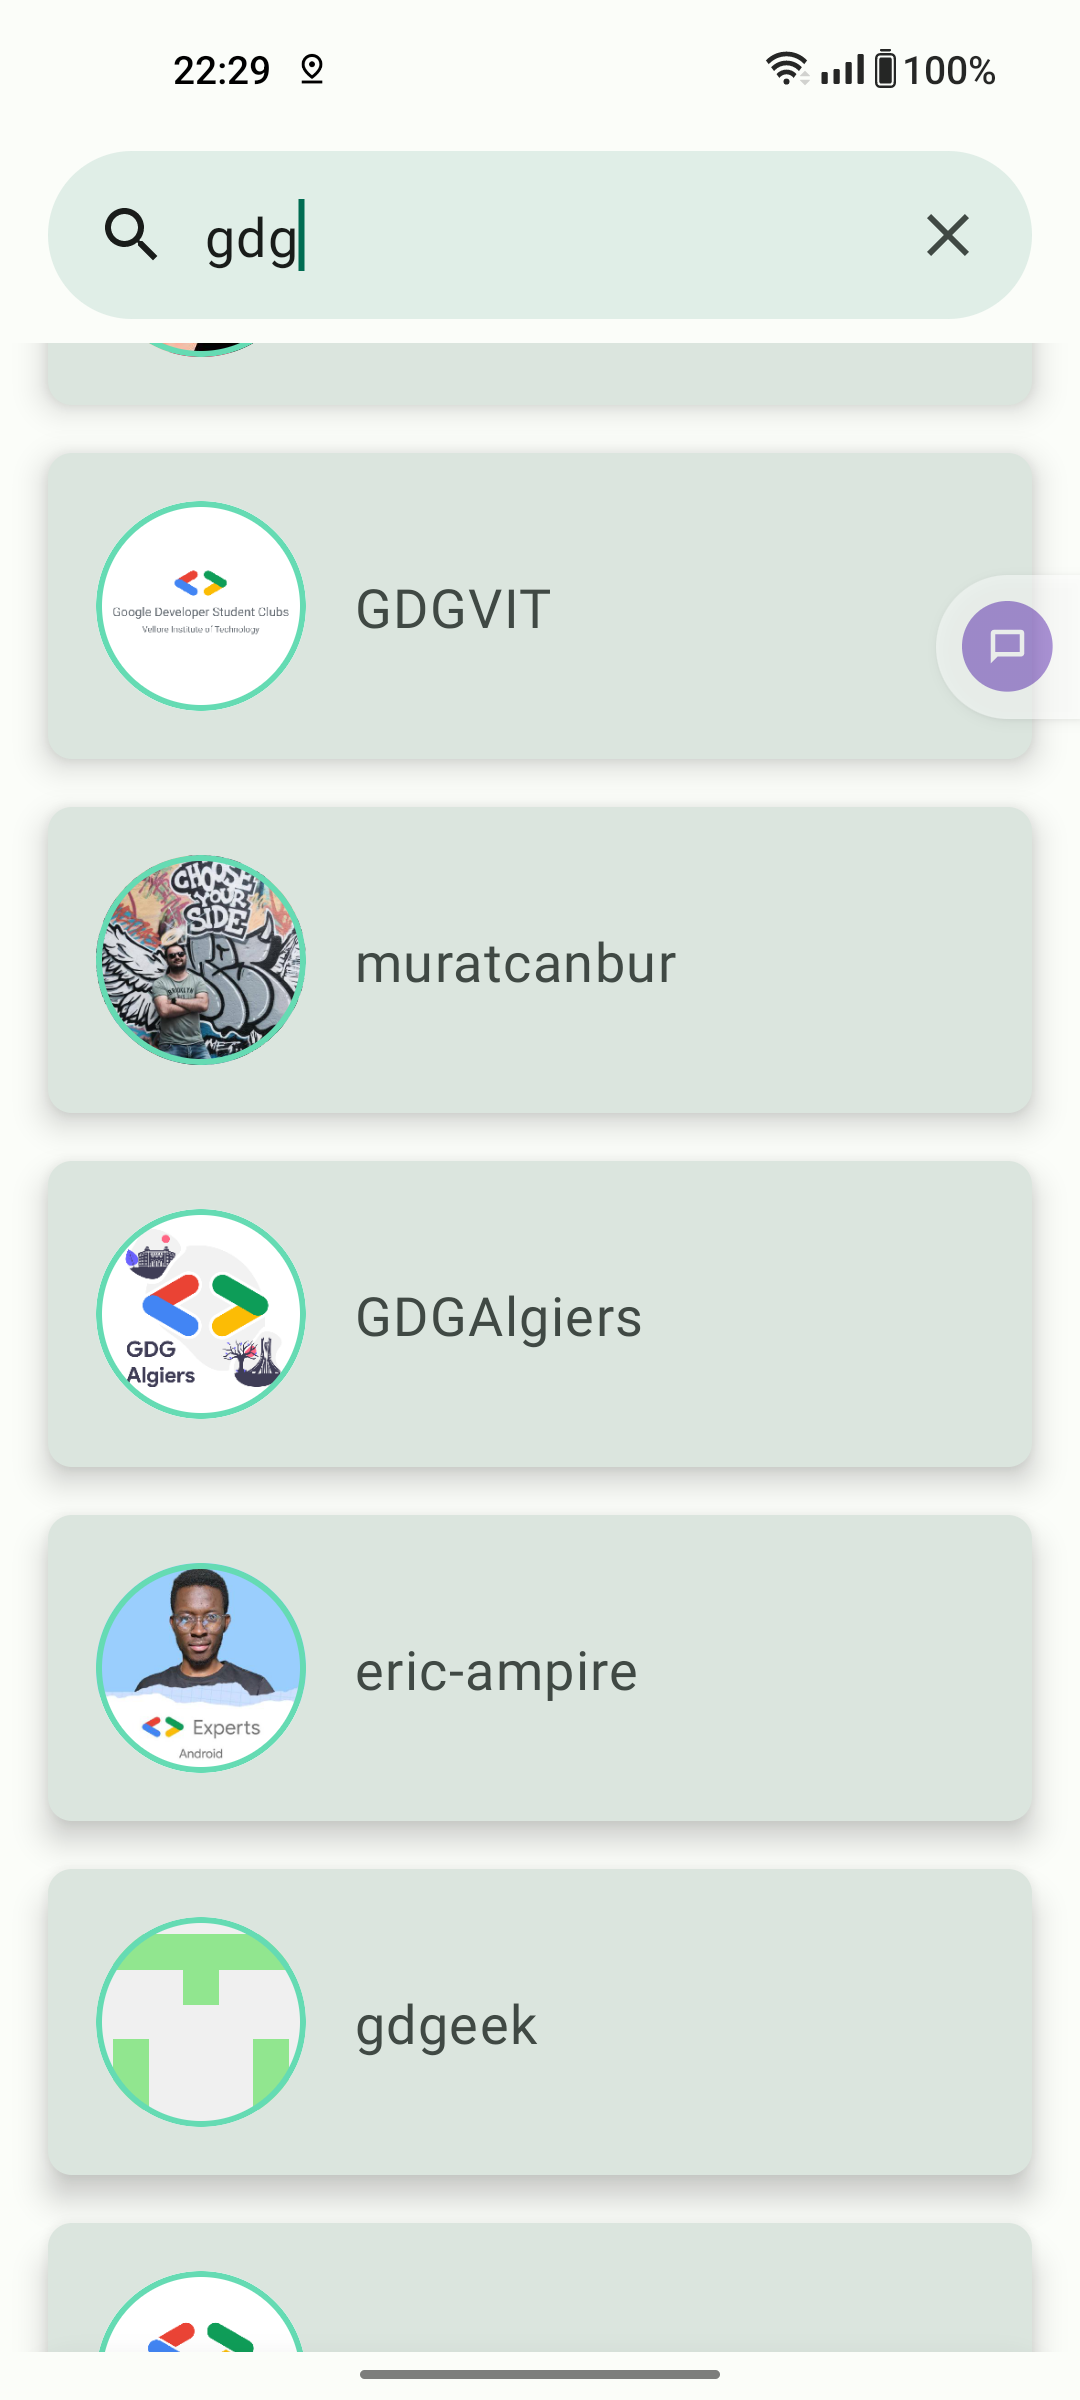 22:29
100%
gdg
Google Developer Student Clubs
Vellore Institute of Technology
GDGVIT
CHOOSE
YOUR
SIDE
BROOKLYN
muratcanbur
GDG
Algiers
GDGAlgiers
Experts
Android
eric-ampire
gdgeek